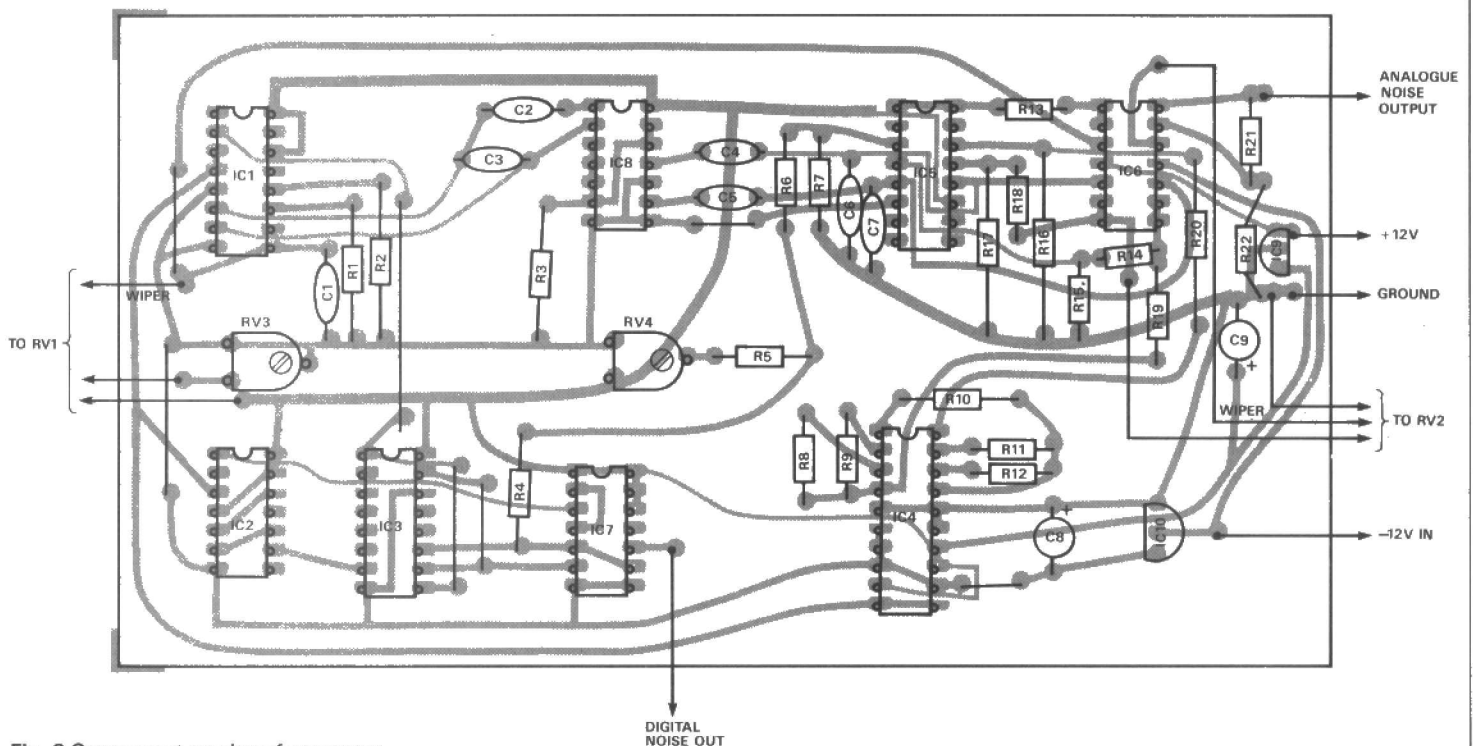 ANALOGUE
NOISE
OUTPUT
C2
R13
R21
C3
IC8
C4
IC1
R6
R7
IC5
R18
IC6
C5
C6
C7
R17
R16
R20
+12V
R1
R2
R3
R14
R22
IC9
WIPER
C1
R15
GROUND
TO RV1
RV3
RV4
R5
R19
C9
+
R10
WIPER
TO RV2
R8
R9
R11
R12
R4
IC2
IC3
IC7
IC4
+
C8
IC10
–12V IN
DIGITAL
NOISE OUT